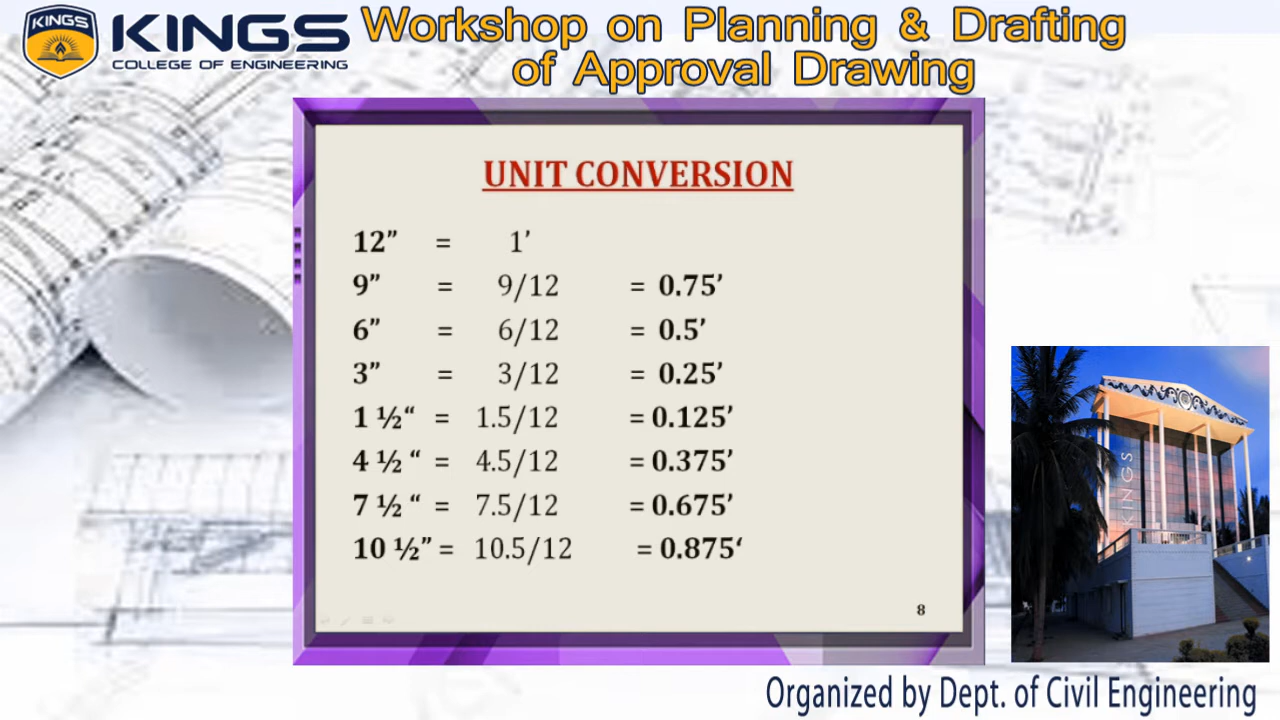 KINGS
KINGS
COLLEGE OF ENGINEERING
Workshop on Planning & Drafting
of Approval Drawing
UNIT CONVERSION
12” = 1’
9” = 9/12 = 0.75’
6” = 6/12 = 0.5’
3” = 3/12 = 0.25’
1 ½“ = 1.5/12 = 0.125’
4 ½ “ = 4.5/12 = 0.375’
7 ½ “ = 7.5/12 = 0.675’
10 ½” = 10.5/12 = 0.875‘
8
KINGS
Organized by Dept. of Civil Engineering